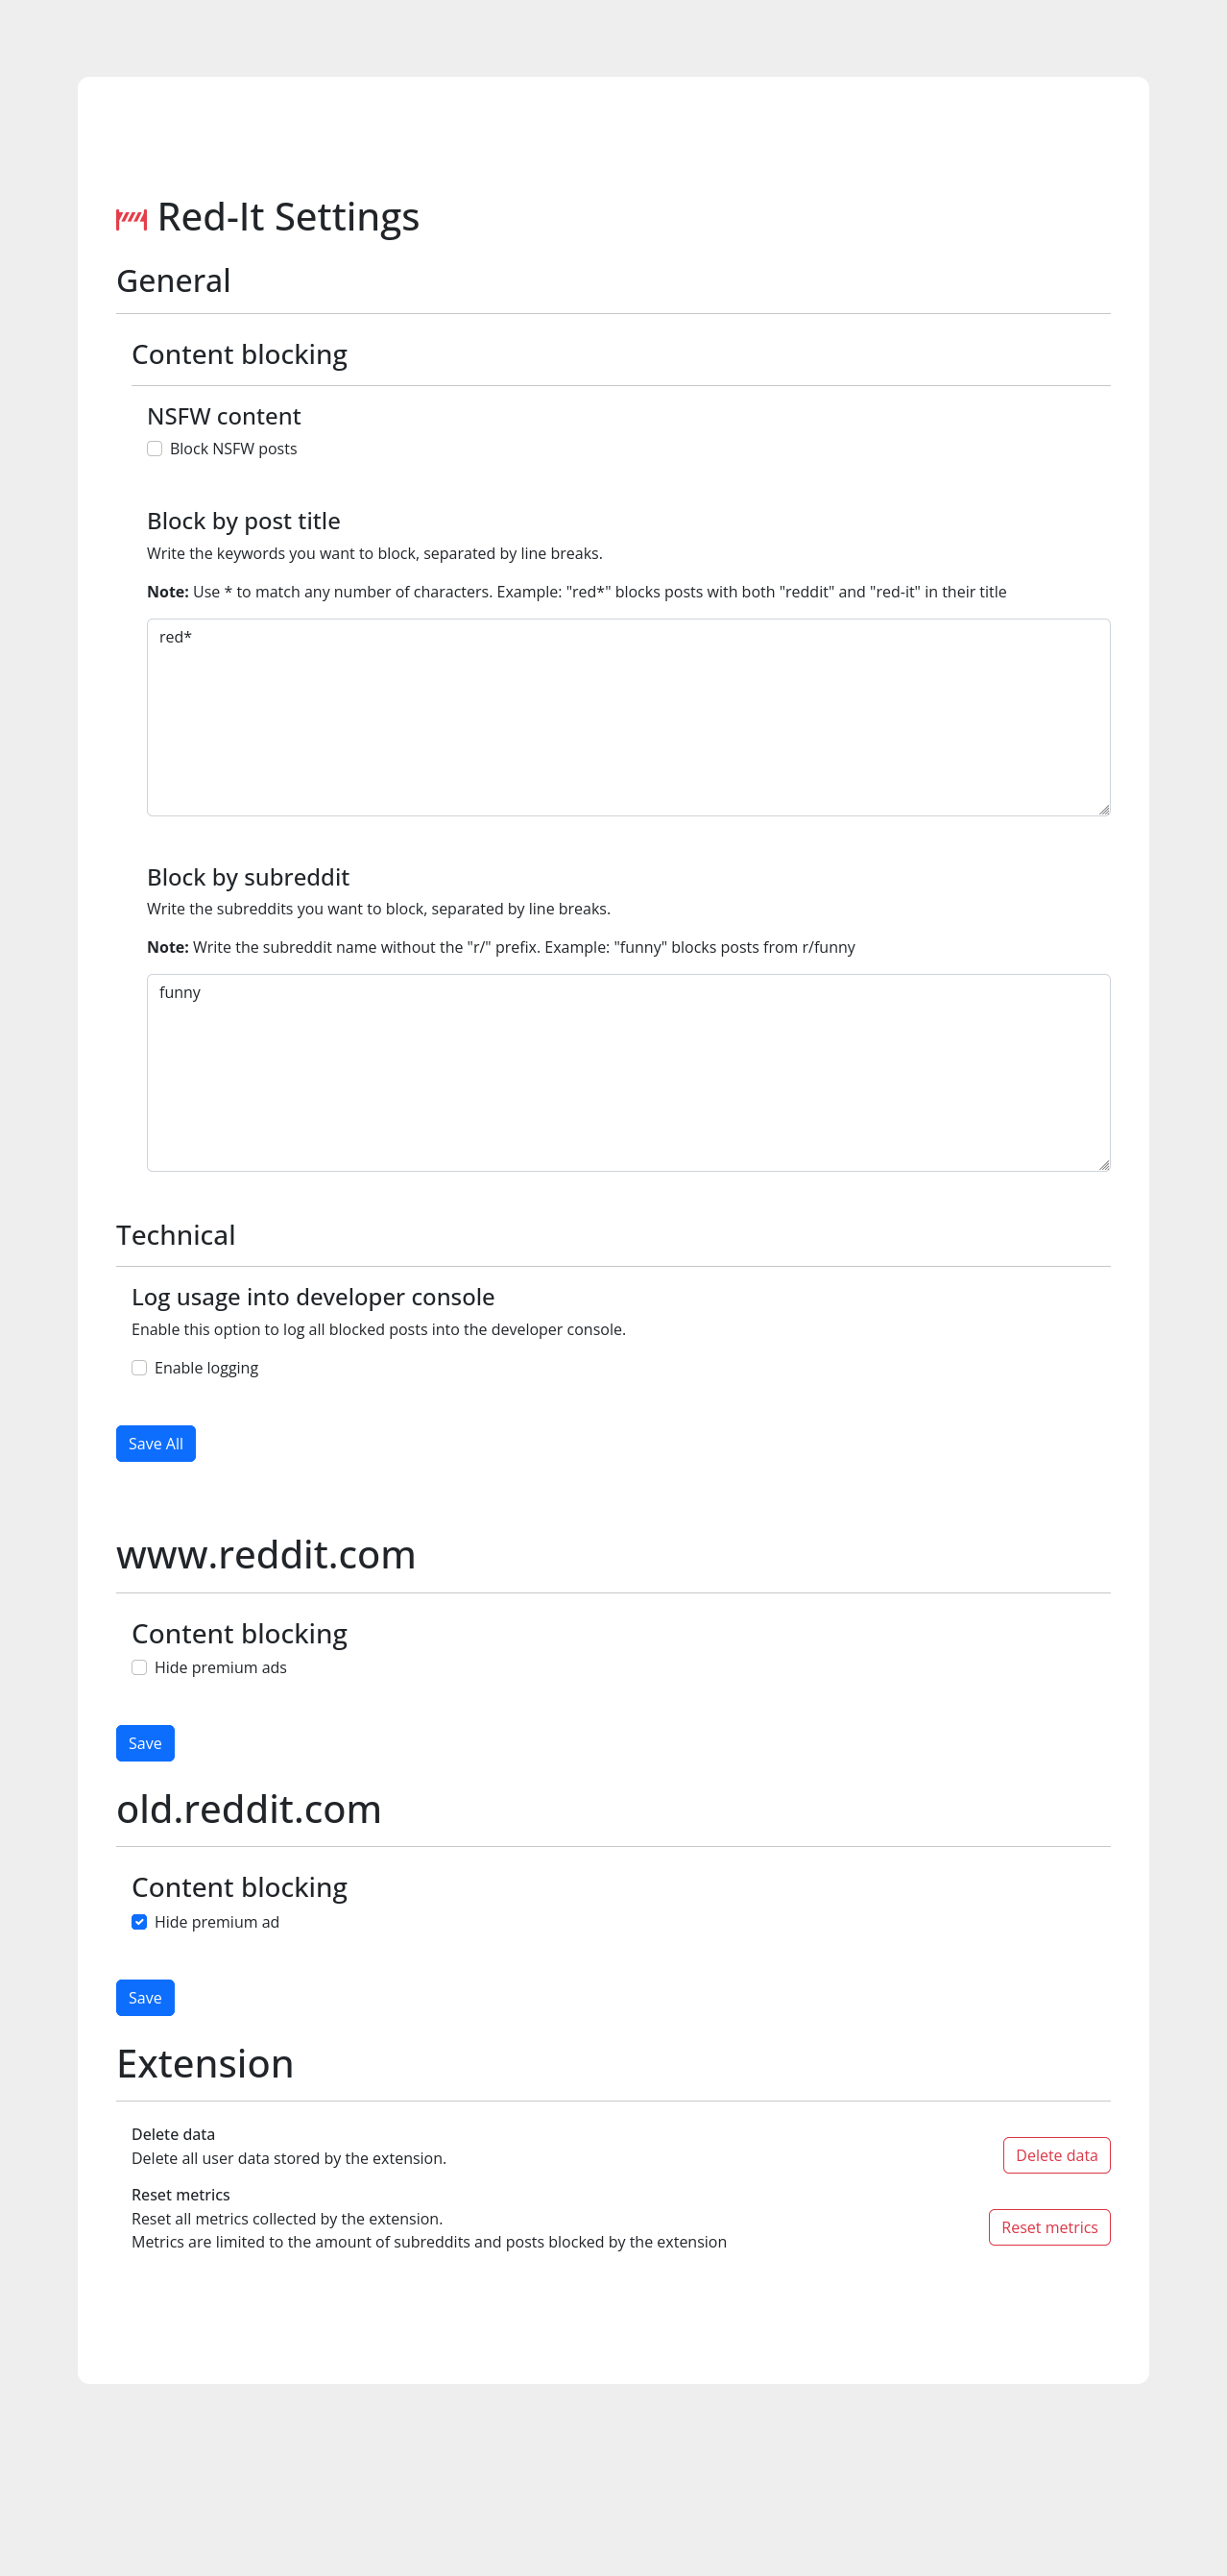 Red-It Settings
General
Content blocking
NSFW content
Block NSFW posts
Block by post title
Write the keywords you want to block, separated by line breaks.
Note: Use * to match any number of characters. Example: "red*" blocks posts with both "reddit" and "red-it" in their title
red*
Block by subreddit
Write the subreddits you want to block, separated by line breaks.
Note: Write the subreddit name without the "r/" prefix. Example: "funny" blocks posts from r/funny
funny
Technical
Log usage into developer console
Enable this option to log all blocked posts into the developer console.
Enable logging
Save All
www.reddit.com
Content blocking
Hide premium ads
Save
old.reddit.com
Content blocking
Hide premium ad
Save
Extension
Delete data
Delete all user data stored by the extension.
Delete data
Reset metrics
Reset all metrics collected by the extension.
Metrics are limited to the amount of subreddits and posts blocked by the extension
Reset metrics